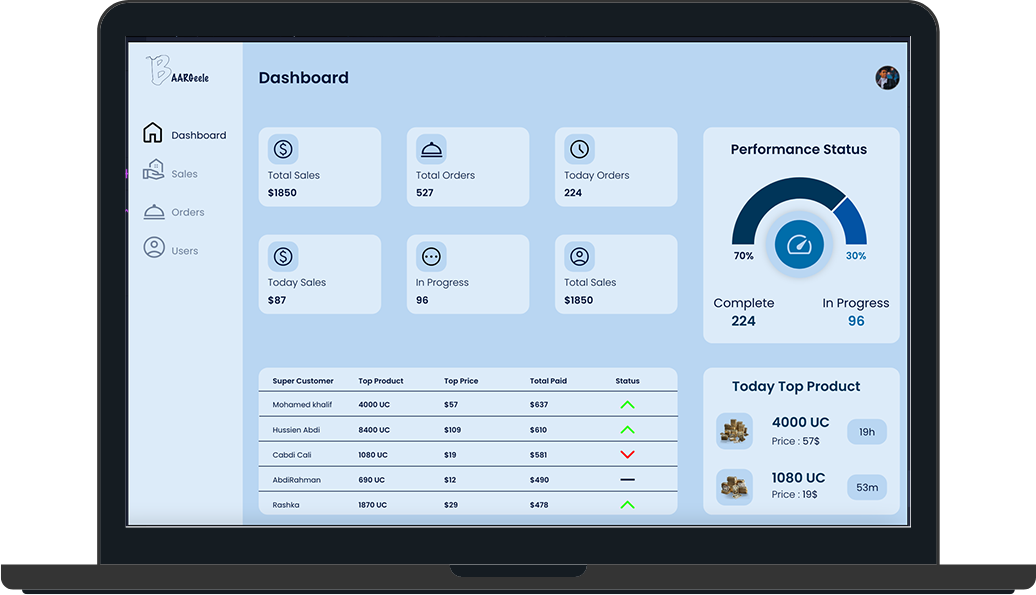 BAARGeele
Dashboard
Dashboard
Sales
Orders
Users
Total Sales
$1850
Total Orders
527
Today Orders
224
Today Sales
$87
In Progress
96
Total Sales
$1850
Performance Status
70%
30%
Complete
In Progress
224
96
Super Customer Top Product Top Price Total Paid Status
Mohamed khalif 4000 UC $57 $637
Hussien Abdi 8400 UC $109 $610
Cabdi Cali 1080 UC $19 $581
AbdiRahman 690 UC $12 $490
Rashka 1870 UC $29 $478
Today Top Product
4000 UC
Price : 57$
19h
1080 UC
Price : 19$
53m